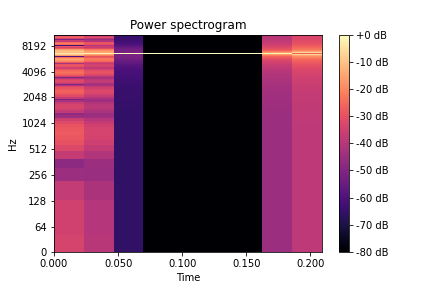 Power spectrogram
Hz
8192
4096
2048
1024
512
256
128
64
0
0.000
0.050
0.100
0.150
0.200
Time
+0 dB
-10 dB
-20 dB
-30 dB
-40 dB
-50 dB
-60 dB
-70 dB
-80 dB